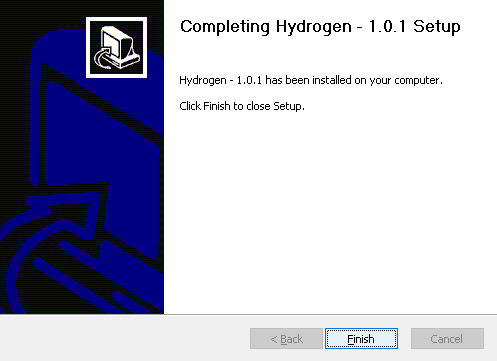 Completing Hydrogen - 1.0.1 Setup
Hydrogen - 1.0.1 has been installed on your computer.
Click Finish to close Setup.
< Back
Finish
Cancel